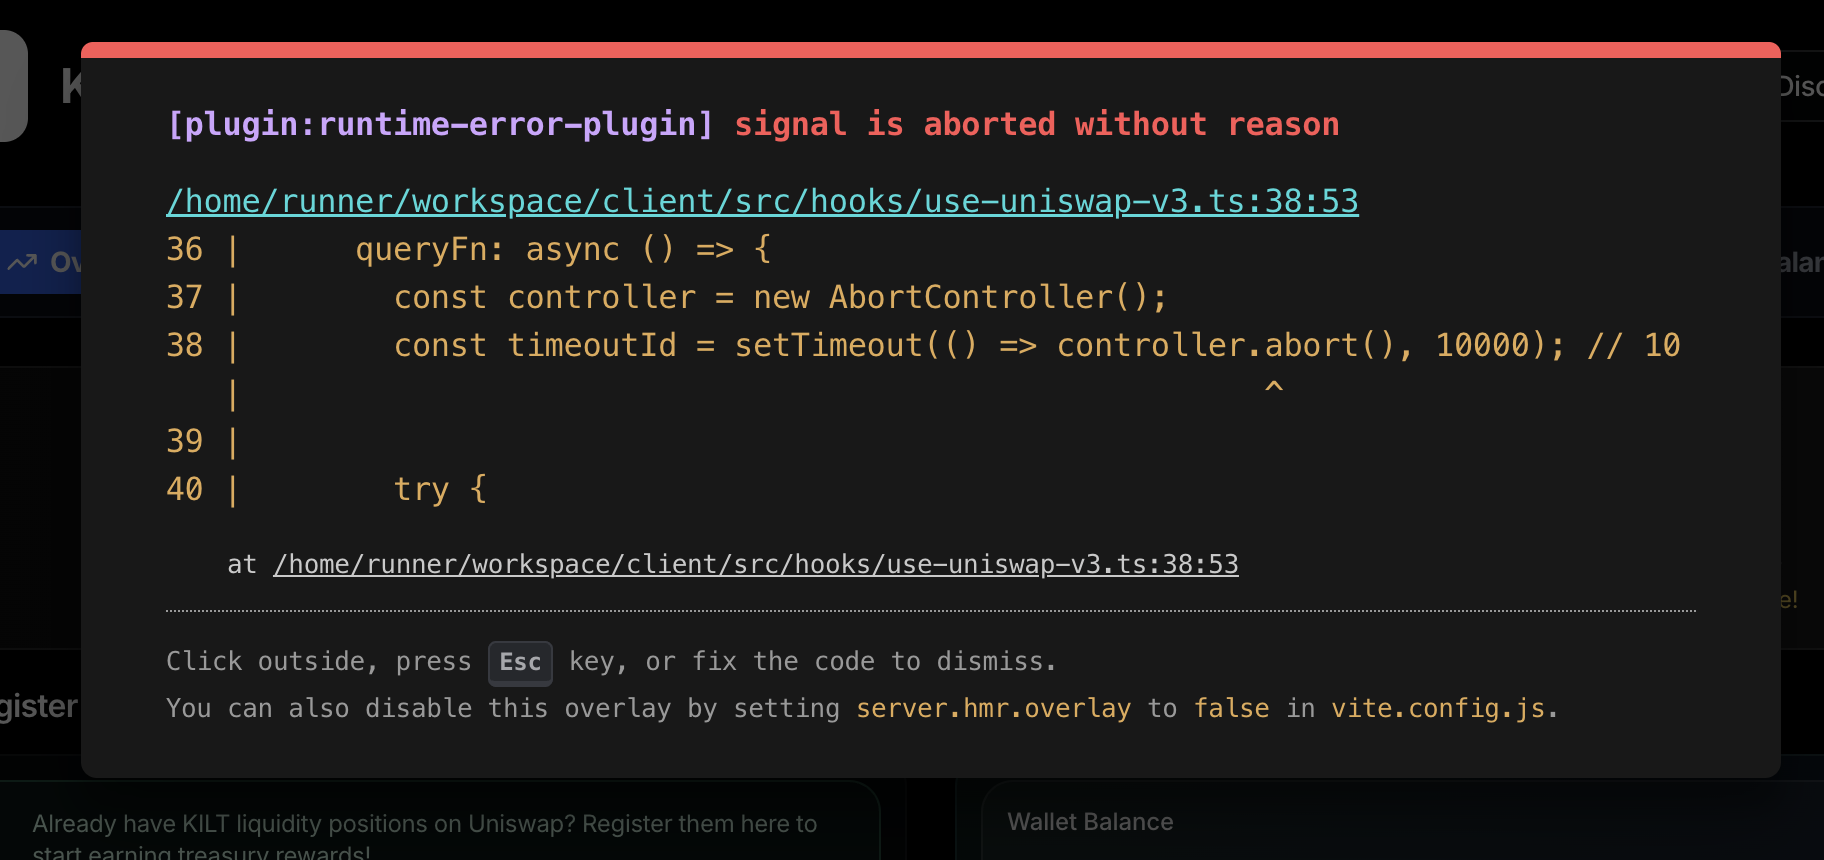 K
Disc
[plugin:runtime-error-plugin] signal is aborted without reason
/home/runner/workspace/client/src/hooks/use-uniswap-v3.ts:38:53
36 |      queryFn: async () => {
37 |        const controller = new AbortController();
38 |        const timeoutId = setTimeout(() => controller.abort(), 10000); // 10
   |                                                      ^
39 |
40 |        try {
at /home/runner/workspace/client/src/hooks/use-uniswap-v3.ts:38:53
Click outside, press Esc key, or fix the code to dismiss.
You can also disable this overlay by setting server.hmr.overlay to false in vite.config.js.
Ov
alar
e!
gister
Already have KILT liquidity positions on Uniswap? Register them here to
start earning treasury rewards!
Wallet Balance